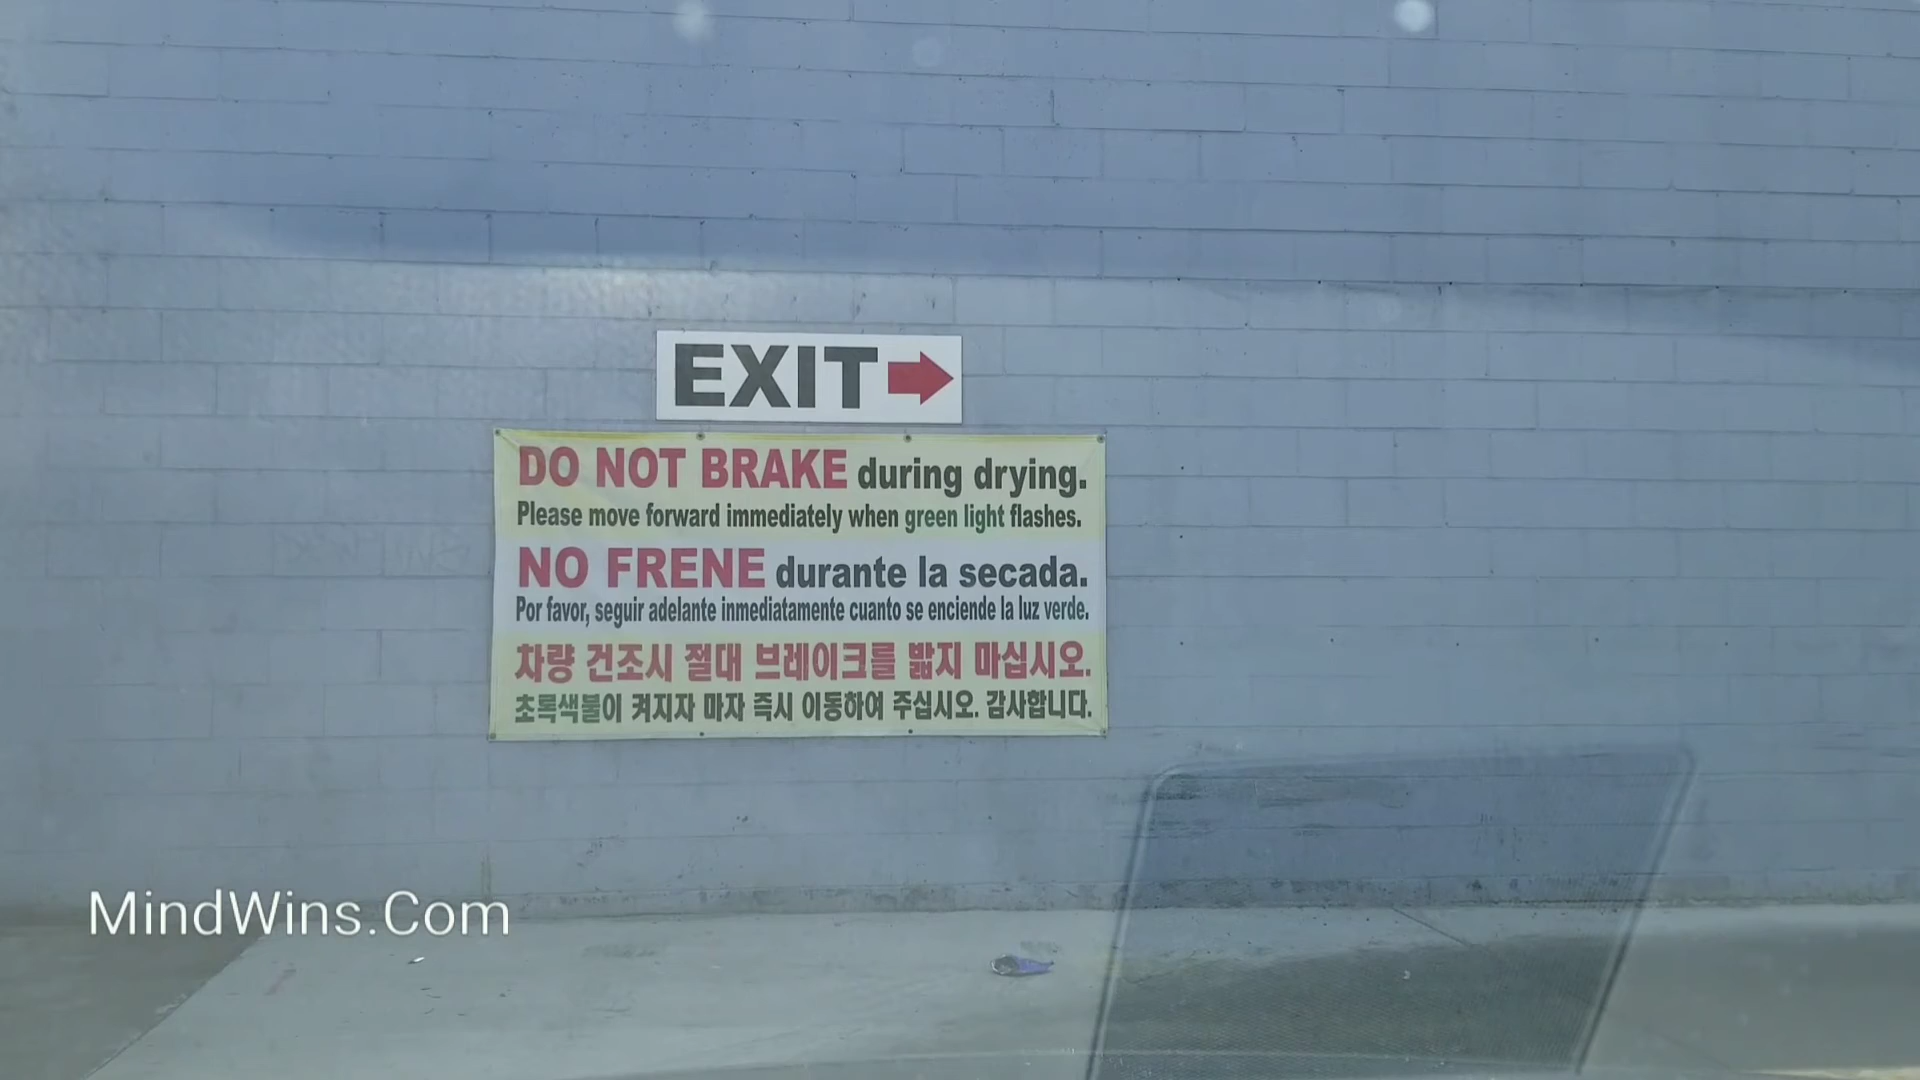 EXIT
DO NOT BRAKE during drying.
Please move forward immediately when green light flashes.
NO FRENE durante la secada.
Por favor, seguir adelante inmediatamente cuanto se enciende la luz verde.
차량 건조시 절대 브레이크를 밟지 마십시오.
초록색불이 켜지자 마자 즉시 이동하여 주십시오. 감사합니다.
MindWins.Com